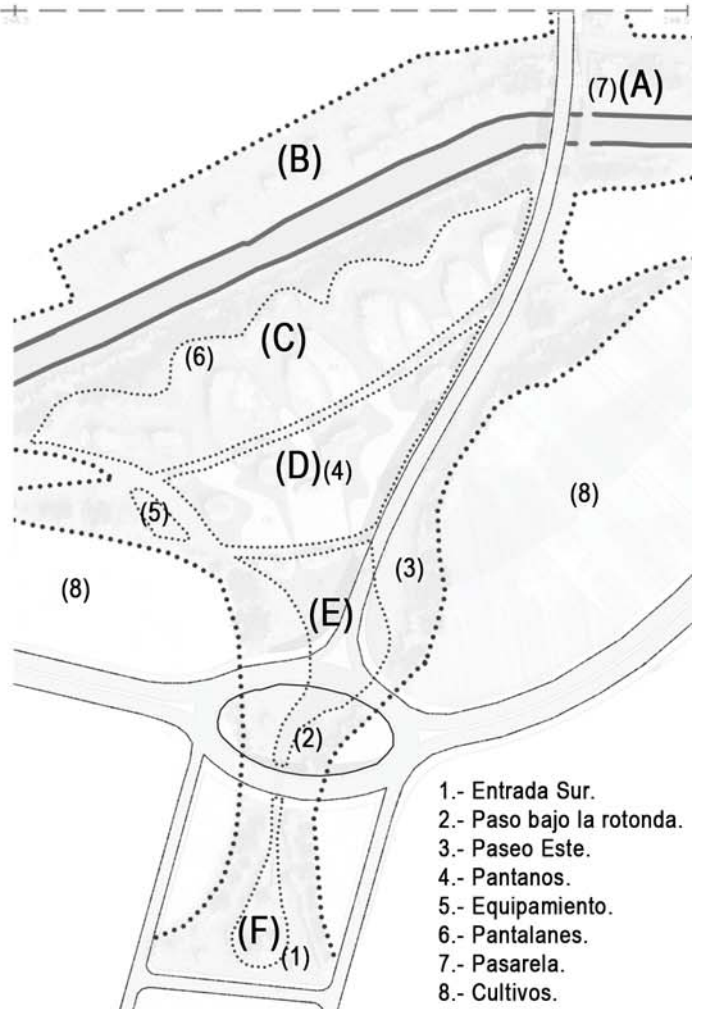 (7)(A)
(B)
(C)
(6)
(D)(4)
(8)
(5)
(3)
(8)
(E)
(2)
(F)
(1)
1.- Entrada Sur.
2.- Paso bajo la rotonda.
3.- Paseo Este.
4.- Pantanos.
5.- Equipamiento.
6.- Pantalanes.
7.- Pasarela.
8.- Cultivos.